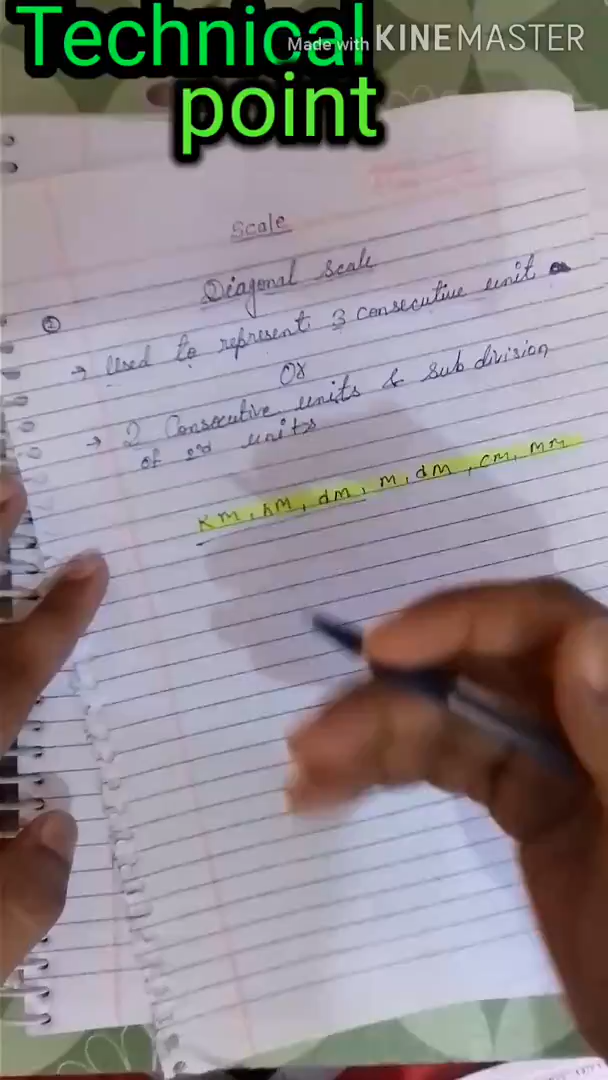 Technical
point
Made with KINEMASTER
Scale
Diagonal scale
①
→ Used to represent 3 consecutive unit
Or
→ 2 Consecutive units & sub division
of 2nd units
KM, hM, dM, M, dM, CM, MM